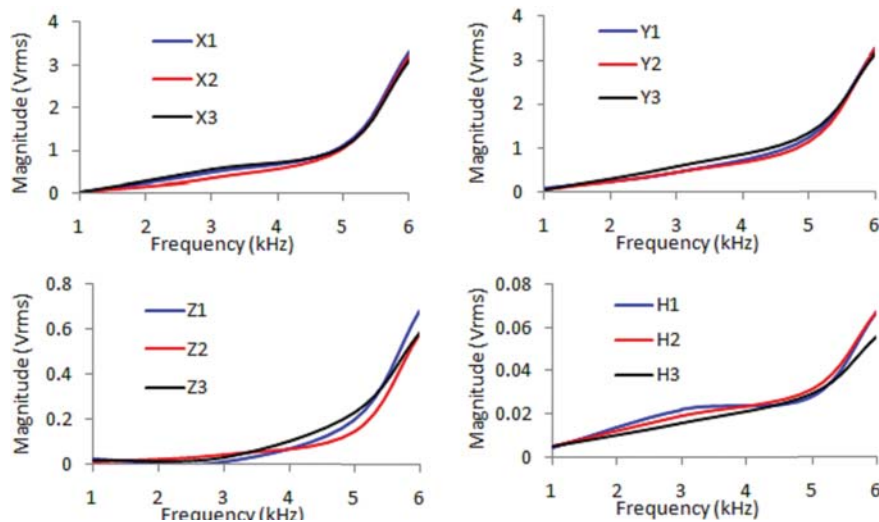 Magnitude (Vrms)
4
3
2
1
0
X1
X2
X3
1 2 3 4 5 6
Frequency (kHz)
Magnitude (Vrms)
4
3
2
1
0
Y1
Y2
Y3
1 2 3 4 5 6
Frequency (kHz)
Magnitude (Vrms)
0.8
0.6
0.4
0.2
0
Z1
Z2
Z3
1 2 3 4 5 6
Frequency (kHz)
Magnitude (Vrms)
0.08
0.06
0.04
0.02
0
H1
H2
H3
1 2 3 4 5 6
Frequency (kHz)